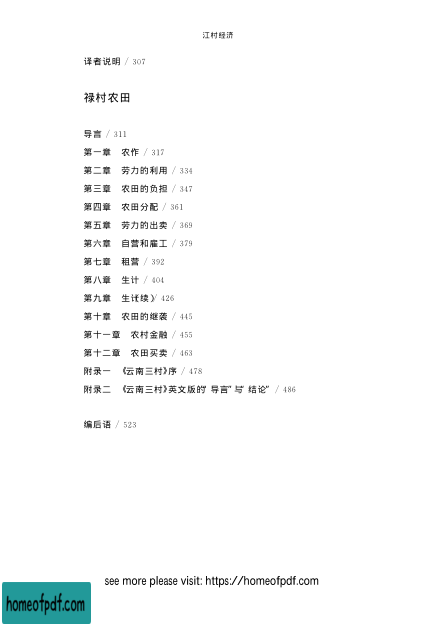 江村经济
译者说明 / 307
禄村农田
导言 / 311
第一章 农作 / 317
第二章 劳力的利用 / 334
第三章 农田的负担 / 347
第四章 农田分配 / 361
第五章 劳力的出卖 / 369
第六章 自营和雇工 / 379
第七章 租营 / 392
第八章 生计 / 404
第九章 生计(续) / 426
第十章 农田的继袭 / 445
第十一章 农村金融 / 455
第十二章 农田买卖 / 463
附录一 《云南三村》序 / 478
附录二 《云南三村》英文版的“导言”与“结论” / 486
编后语 / 523
see more please visit: https://homeofpdf.com
homeofpdf.com